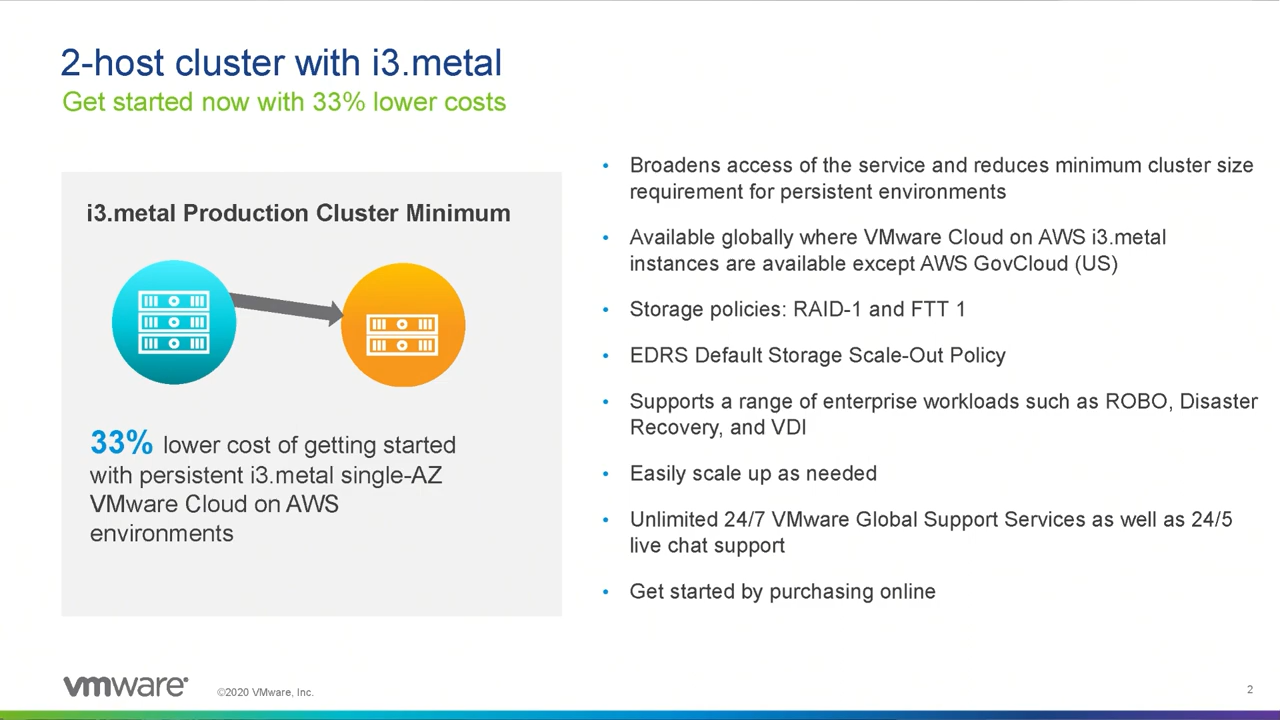 2-host cluster with i3.metal
Get started now with 33% lower costs
i3.metal Production Cluster Minimum
33% lower cost of getting started
with persistent i3.metal single-AZ
VMware Cloud on AWS
environments
• Broadens access of the service and reduces minimum cluster size
requirement for persistent environments
• Available globally where VMware Cloud on AWS i3.metal
instances are available except AWS GovCloud (US)
• Storage policies: RAID-1 and FTT 1
• EDRS Default Storage Scale-Out Policy
• Supports a range of enterprise workloads such as ROBO, Disaster
Recovery, and VDI
• Easily scale up as needed
• Unlimited 24/7 VMware Global Support Services as well as 24/5
live chat support
• Get started by purchasing online
vmware®
©2020 VMware, Inc.
2